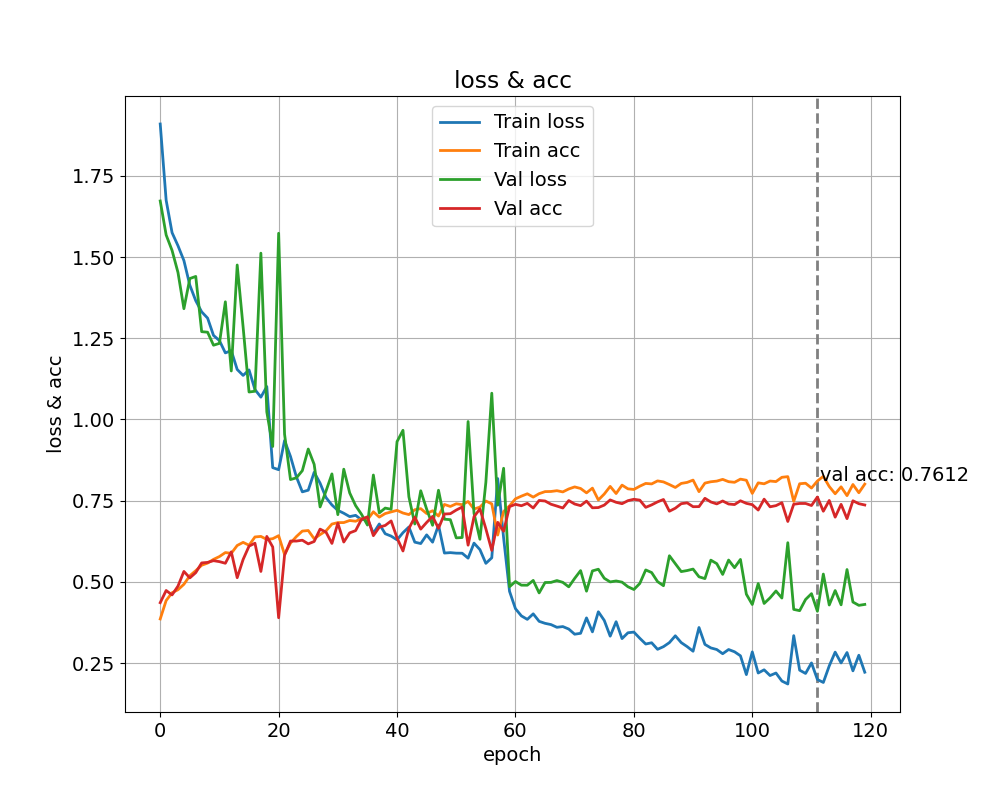 loss & acc
Train loss
Train acc
Val loss
Val acc
1.75
1.50
1.25
1.00
0.75
0.50
0.25
loss & acc
val acc: 0.7612
0 20 40 60 80 100 120
epoch